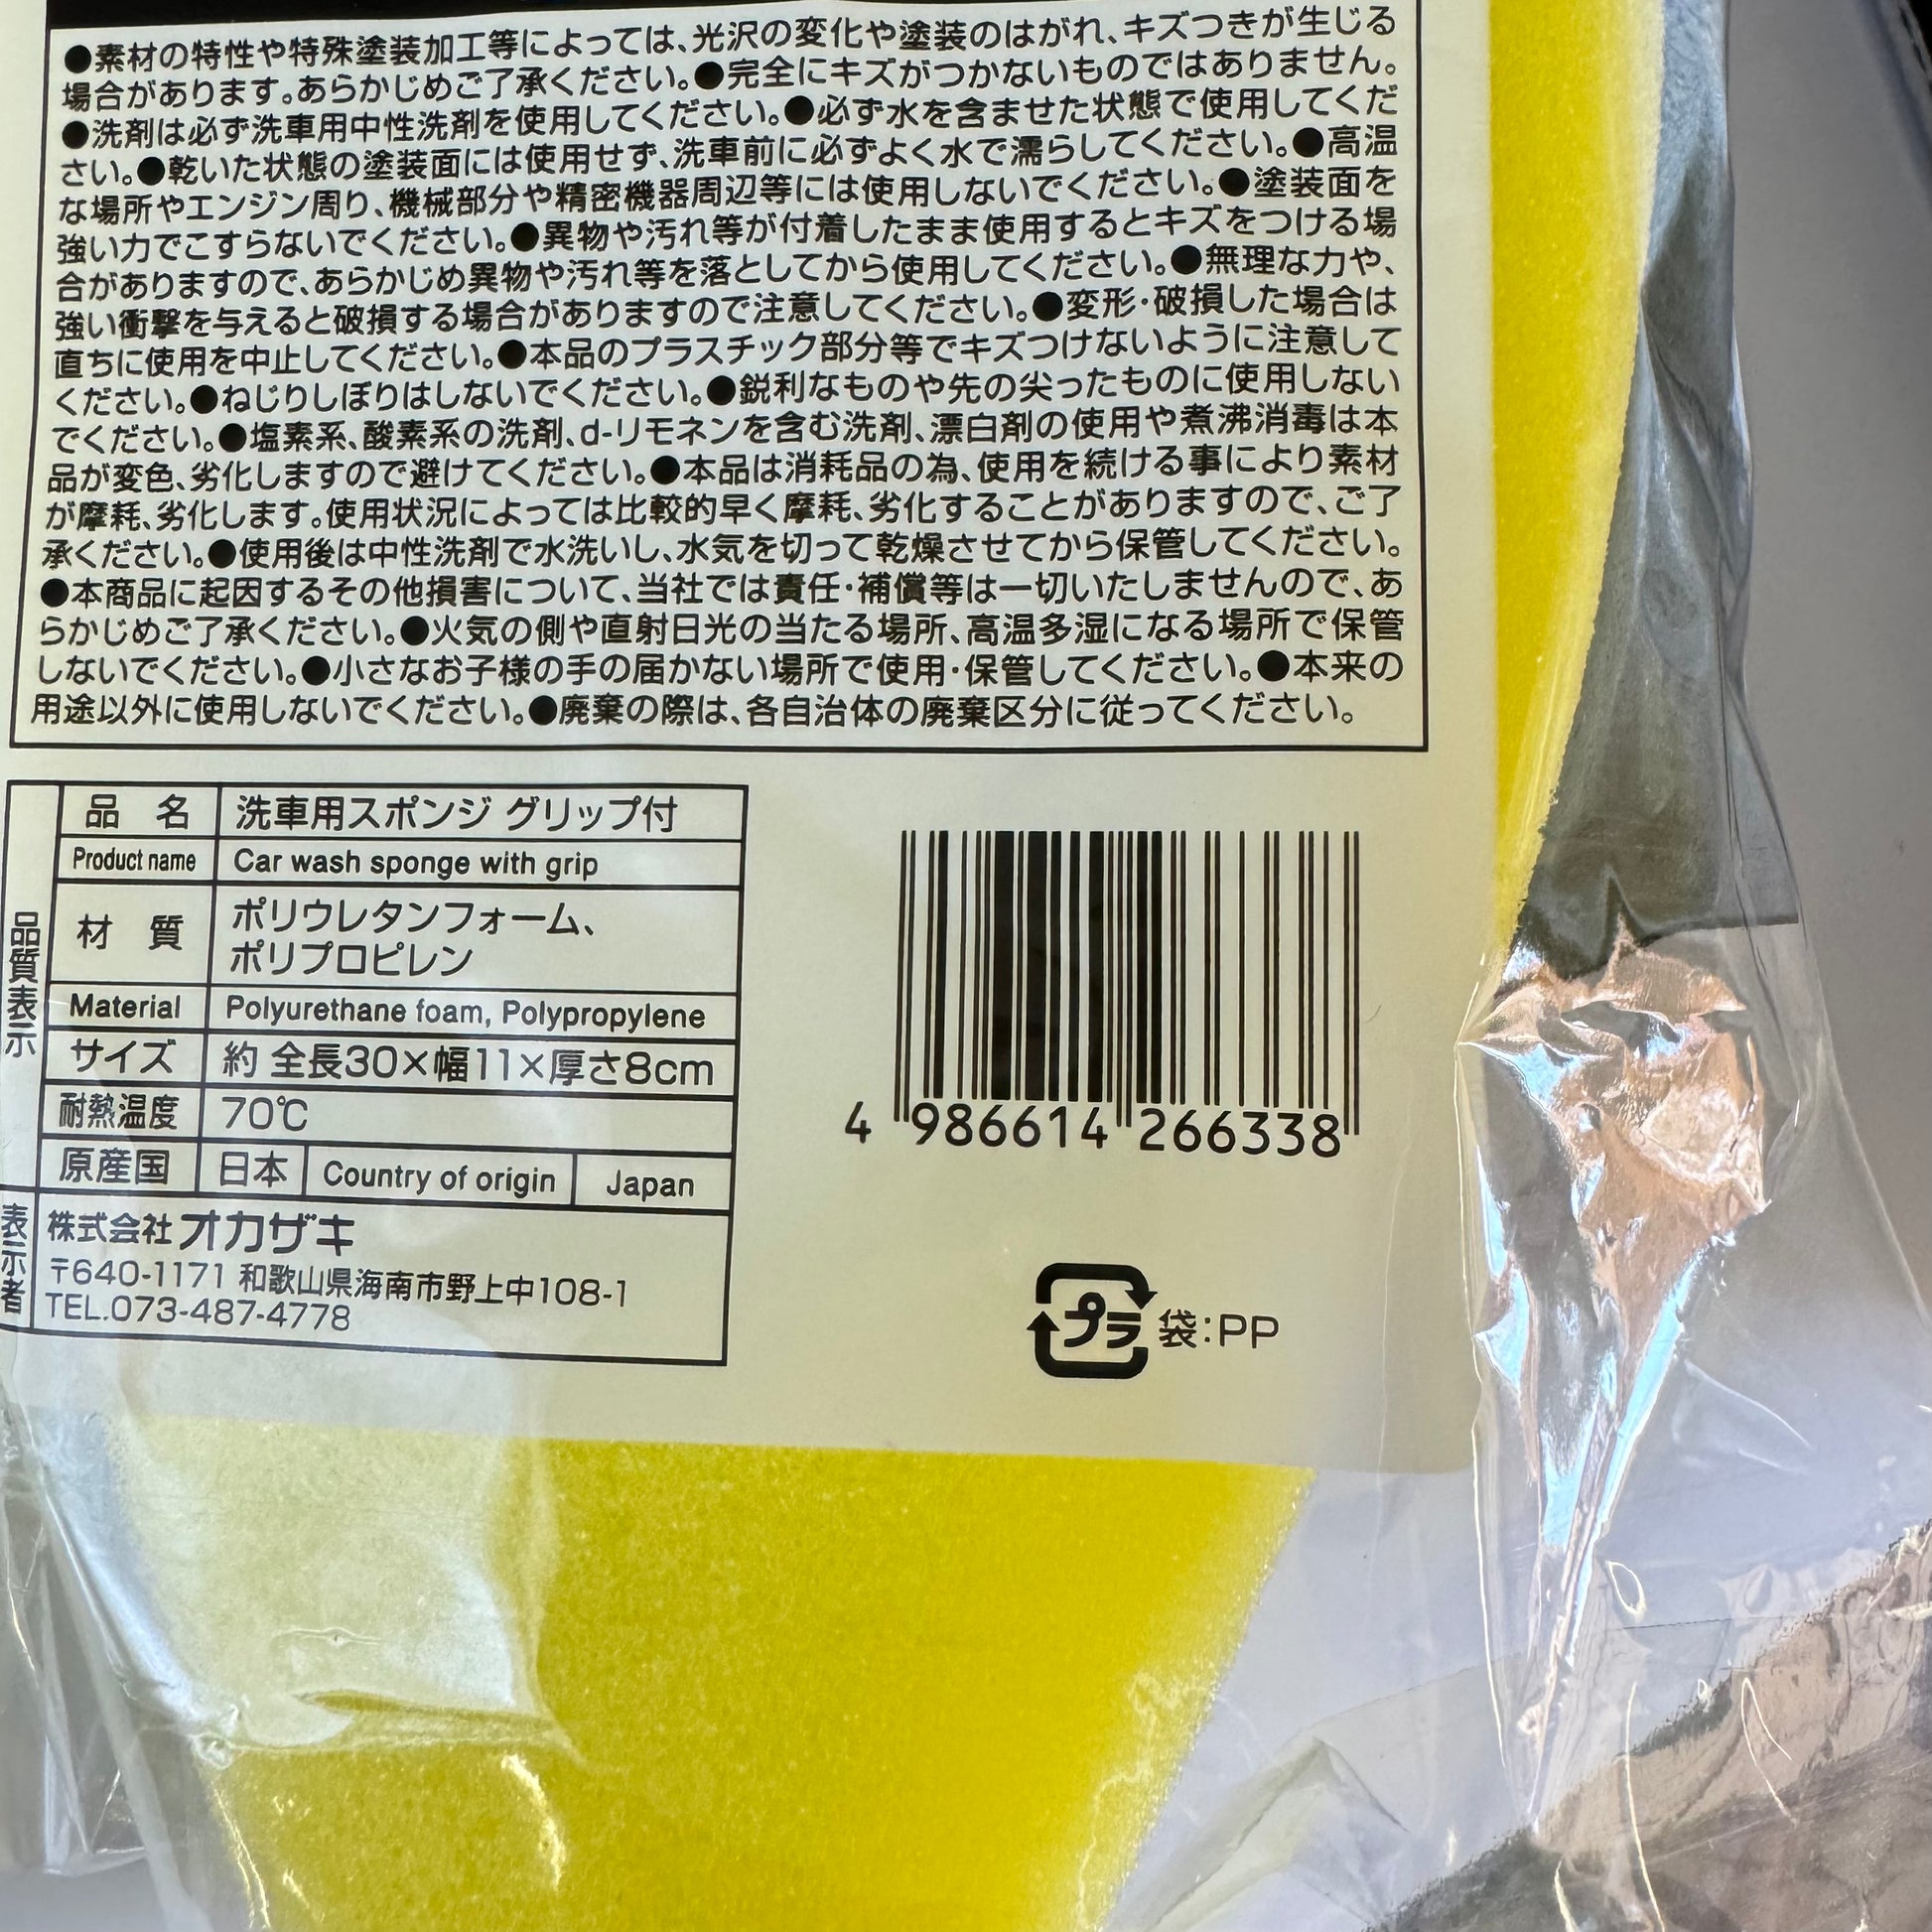 ●素材の特性や特殊塗装加工等によっては、光沢の変化や塗装のはがれ、キズつきが生じる
場合があります。あらかじめご了承ください。●完全にキズがつかないものではありません。
●洗剤は必ず洗車用中性洗剤を使用してください。●必ず水を含ませた状態で使用してくだ
さい。●乾いた状態の塗装面には使用せず、洗車前に必ずよく水で濡らしてください。●高温
な場所やエンジン周り、機械部分や精密機器周辺等には使用しないでください。●塗装面を
強い力でこすらないでください。●異物や汚れ等が付着したまま使用するとキズをつける場
合がありますので、あらかじめ異物や汚れ等を落としてから使用してください。●無理な力や、
強い衝撃を与えると破損する場合がありますので注意してください。●変形・破損した場合は
直ちに使用を中止してください。●本品のプラスチック部分等でキズつけないように注意して
ください。●ねじりしぼりはしないでください。●鋭利なものや先の尖ったものに使用しない
でください。●塩素系、酸素系の洗剤、d-リモネンを含む洗剤、漂白剤の使用や煮沸消毒は本
品が変色、劣化しますので避けてください。●本品は消耗品の為、使用を続ける事により素材
が摩耗、劣化します。使用状況によっては比較的早く摩耗、劣化することがありますので、ご了
承ください。●使用後は中性洗剤で水洗いし、水気を切って乾燥させてから保管してください。
●本商品に起因するその他損害について、当社では責任・補償等は一切いたしませんので、あ
らかじめご了承ください。●火気の側や直射日光の当たる場所、高温多湿になる場所で保管
しないでください。●小さなお子様の手の届かない場所で使用・保管してください。●本来の
用途以外に使用しないでください。●廃棄の際は、各自治体の廃棄区分に従ってください。
品質表示
品 名 洗車用スポンジ グリップ付
Product name Car wash sponge with grip
材 質 ポリウレタンフォーム、
ポリプロピレン
Material Polyurethane foam, Polypropylene
サイズ 約 全長30×幅11×厚さ8cm
耐熱温度 70℃
原産国 日本 Country of origin Japan
表示者
株式会社オカザキ
〒640-1171 和歌山県海南市野上中108-1
TEL.073-487-4778
4 986614 266338
プラ 袋:PP